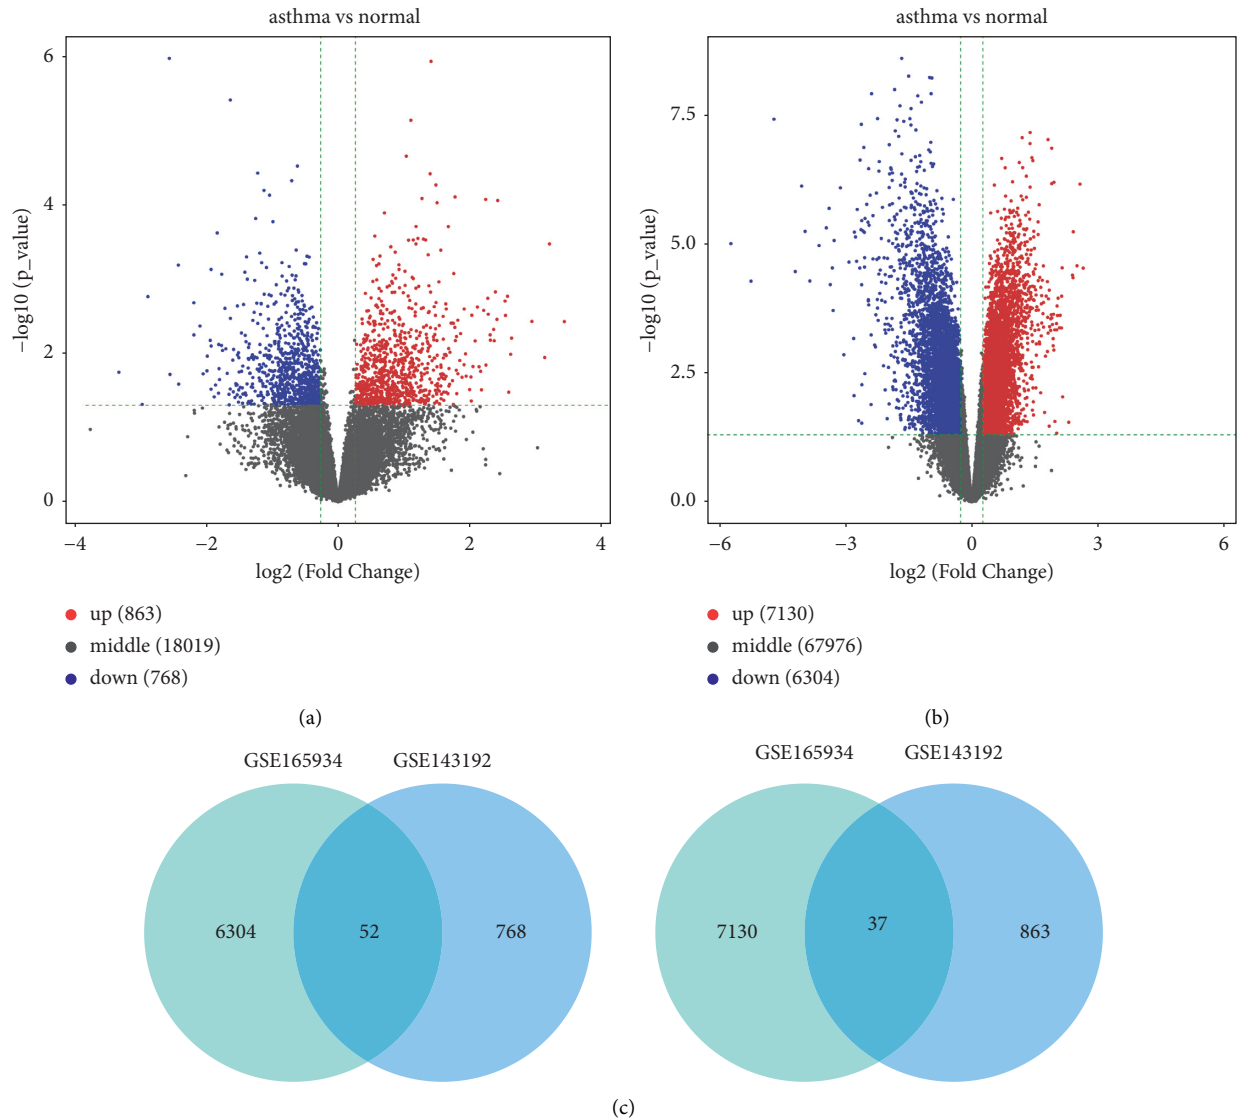 asthma vs normal
6
4
2
0
−log10 (p_value)
−4
−2
0
2
4
log2 (Fold Change)
up (863)
middle (18019)
down (768)
(a)
asthma vs normal
7.5
5.0
2.5
0.0
−log10 (p_value)
−6
−3
0
3
6
log2 (Fold Change)
up (7130)
middle (67976)
down (6304)
(b)
GSE165934
GSE143192
6304
52
768
GSE165934
GSE143192
7130
37
863
(c)